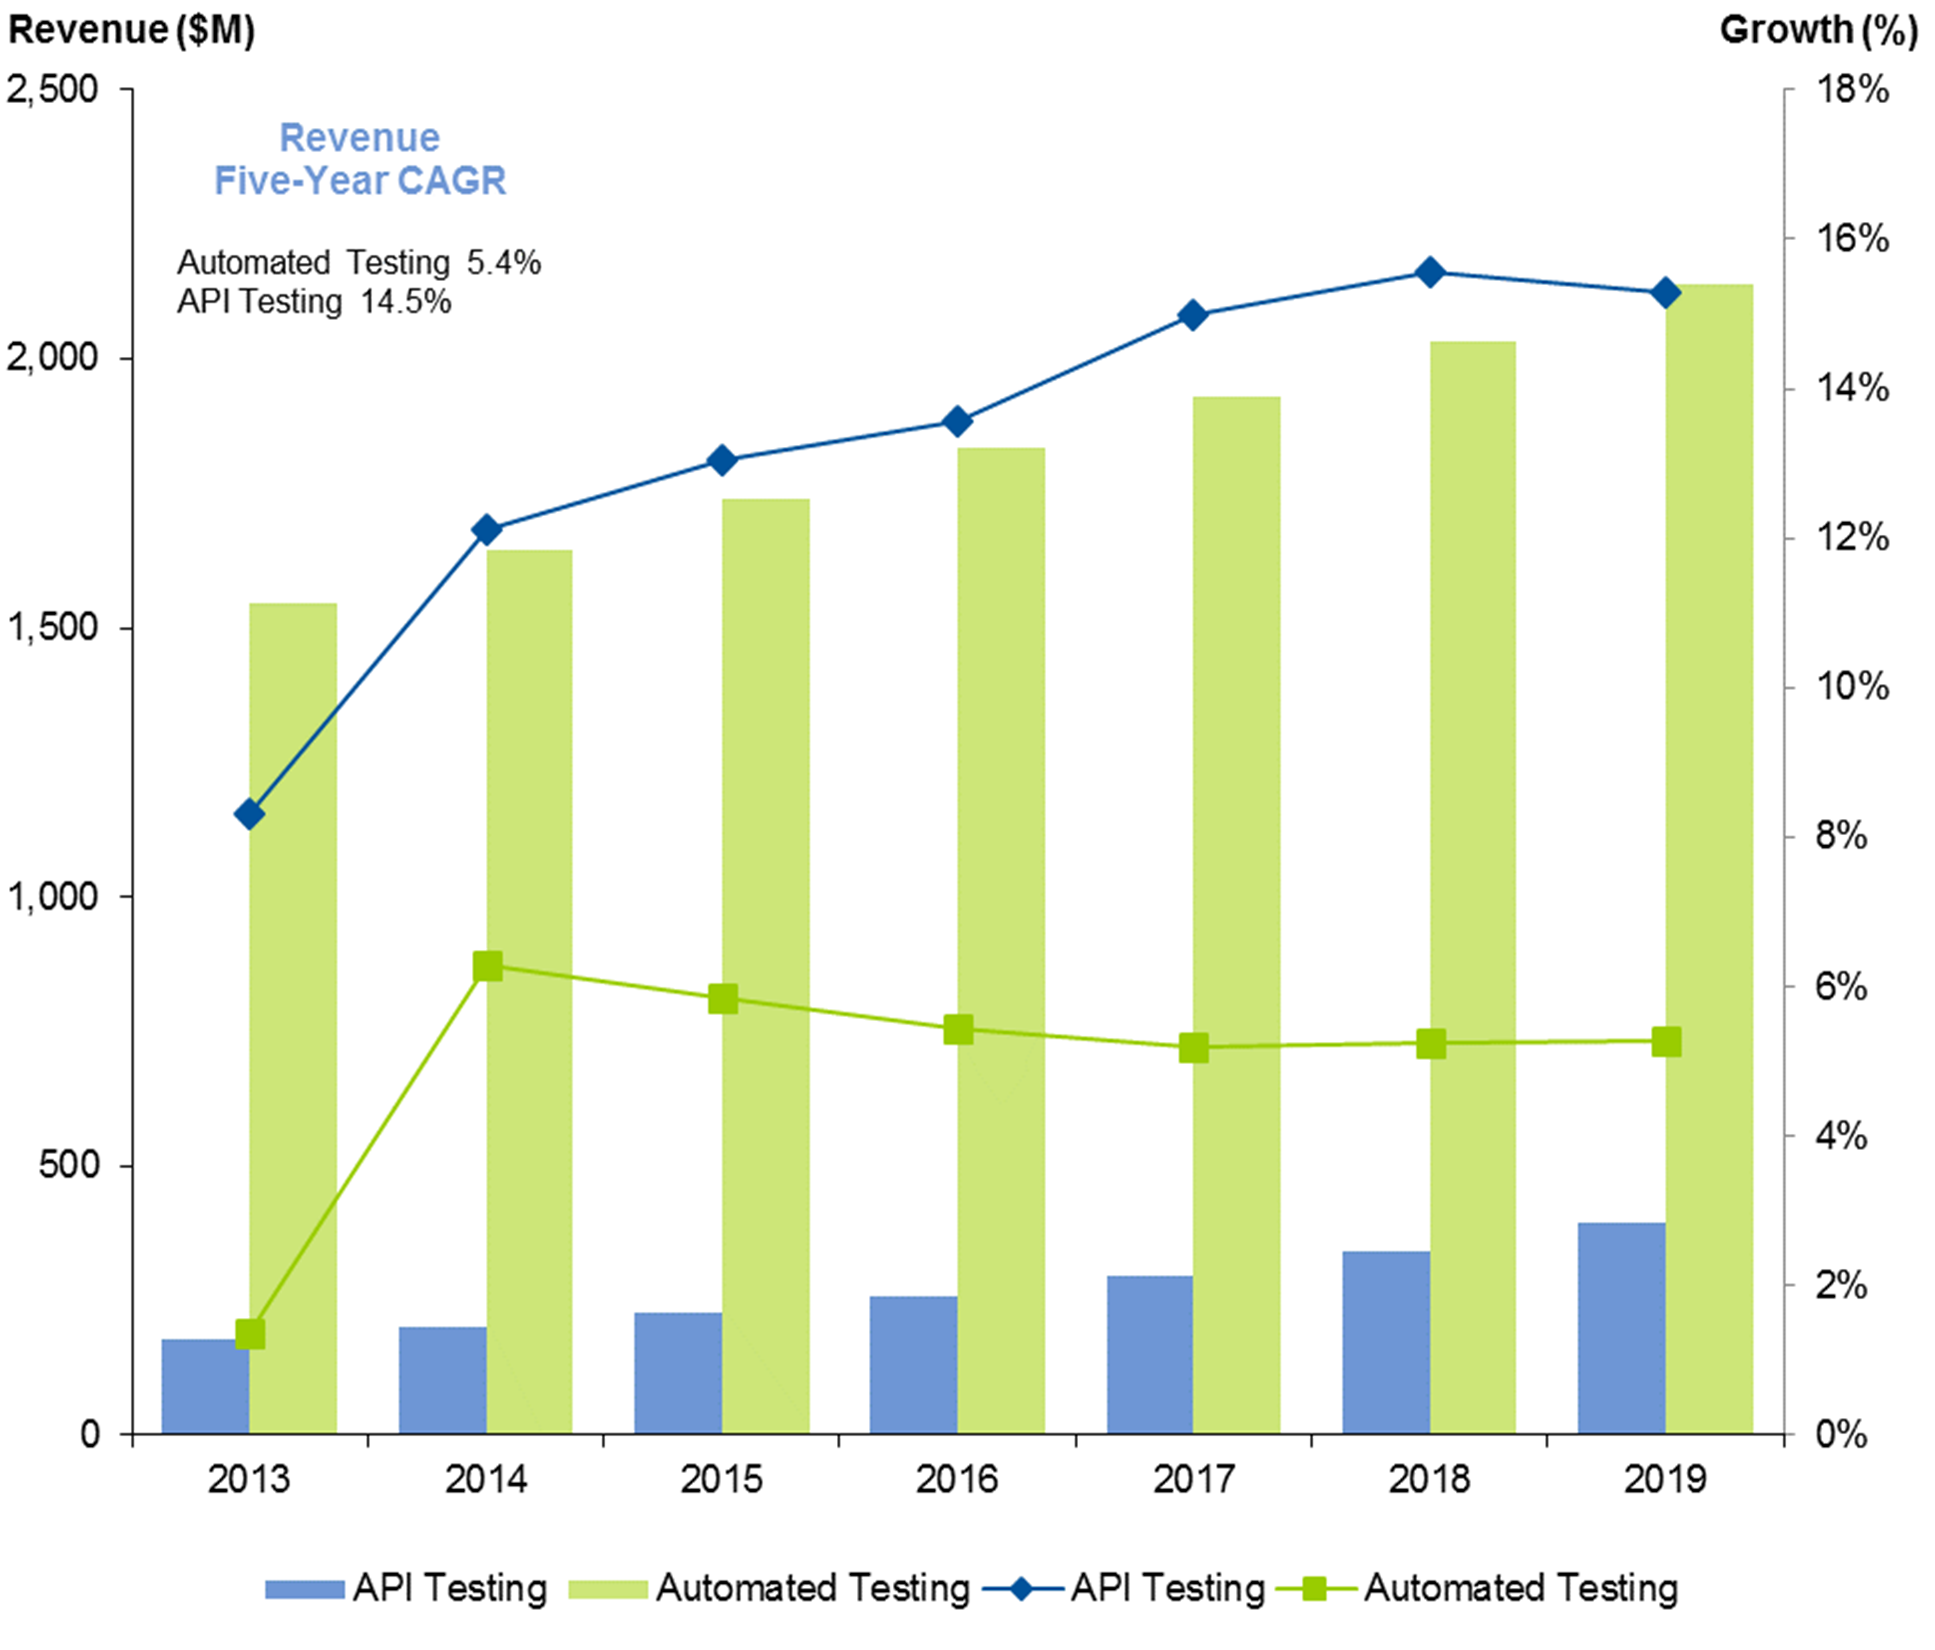 Revenue ($M)
Growth (%)
2,500
2,000
1,500
1,000
500
0
Revenue
Five-Year CAGR
Automated Testing 5.4%
API Testing 14.5%
18%
16%
14%
12%
10%
8%
6%
4%
2%
0%
2013 2014 2015 2016 2017 2018 2019
API Testing Automated Testing API Testing Automated Testing